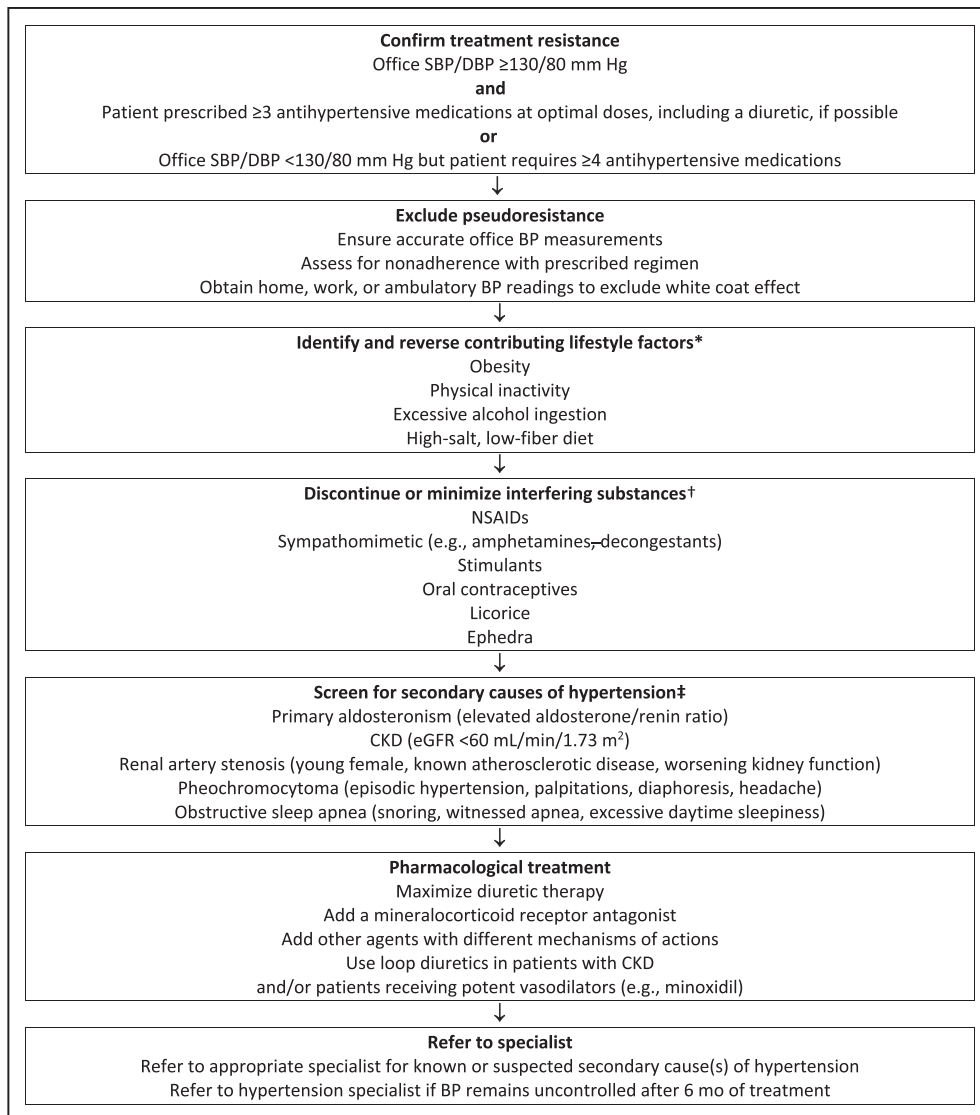 Confirm treatment resistance
Office SBP/DBP ≥130/80 mm Hg
and
Patient prescribed ≥3 antihypertensive medications at optimal doses, including a diuretic, if possible
or
Office SBP/DBP <130/80 mm Hg but patient requires ≥4 antihypertensive medications
↓
Exclude pseudoresistance
Ensure accurate office BP measurements
Assess for nonadherence with prescribed regimen
Obtain home, work, or ambulatory BP readings to exclude white coat effect
↓
Identify and reverse contributing lifestyle factors*
Obesity
Physical inactivity
Excessive alcohol ingestion
High-salt, low-fiber diet
↓
Discontinue or minimize interfering substances†
NSAIDs
Sympathomimetic (e.g., amphetamines, decongestants)
Stimulants
Oral contraceptives
Licorice
Ephedra
↓
Screen for secondary causes of hypertension‡
Primary aldosteronism (elevated aldosterone/renin ratio)
CKD (eGFR <60 mL/min/1.73 m²)
Renal artery stenosis (young female, known atherosclerotic disease, worsening kidney function)
Pheochromocytoma (episodic hypertension, palpitations, diaphoresis, headache)
Obstructive sleep apnea (snoring, witnessed apnea, excessive daytime sleepiness)
↓
Pharmacological treatment
Maximize diuretic therapy
Add a mineralocorticoid receptor antagonist
Add other agents with different mechanisms of actions
Use loop diuretics in patients with CKD
and/or patients receiving potent vasodilators (e.g., minoxidil)
↓
Refer to specialist
Refer to appropriate specialist for known or suspected secondary cause(s) of hypertension
Refer to hypertension specialist if BP remains uncontrolled after 6 mo of treatment